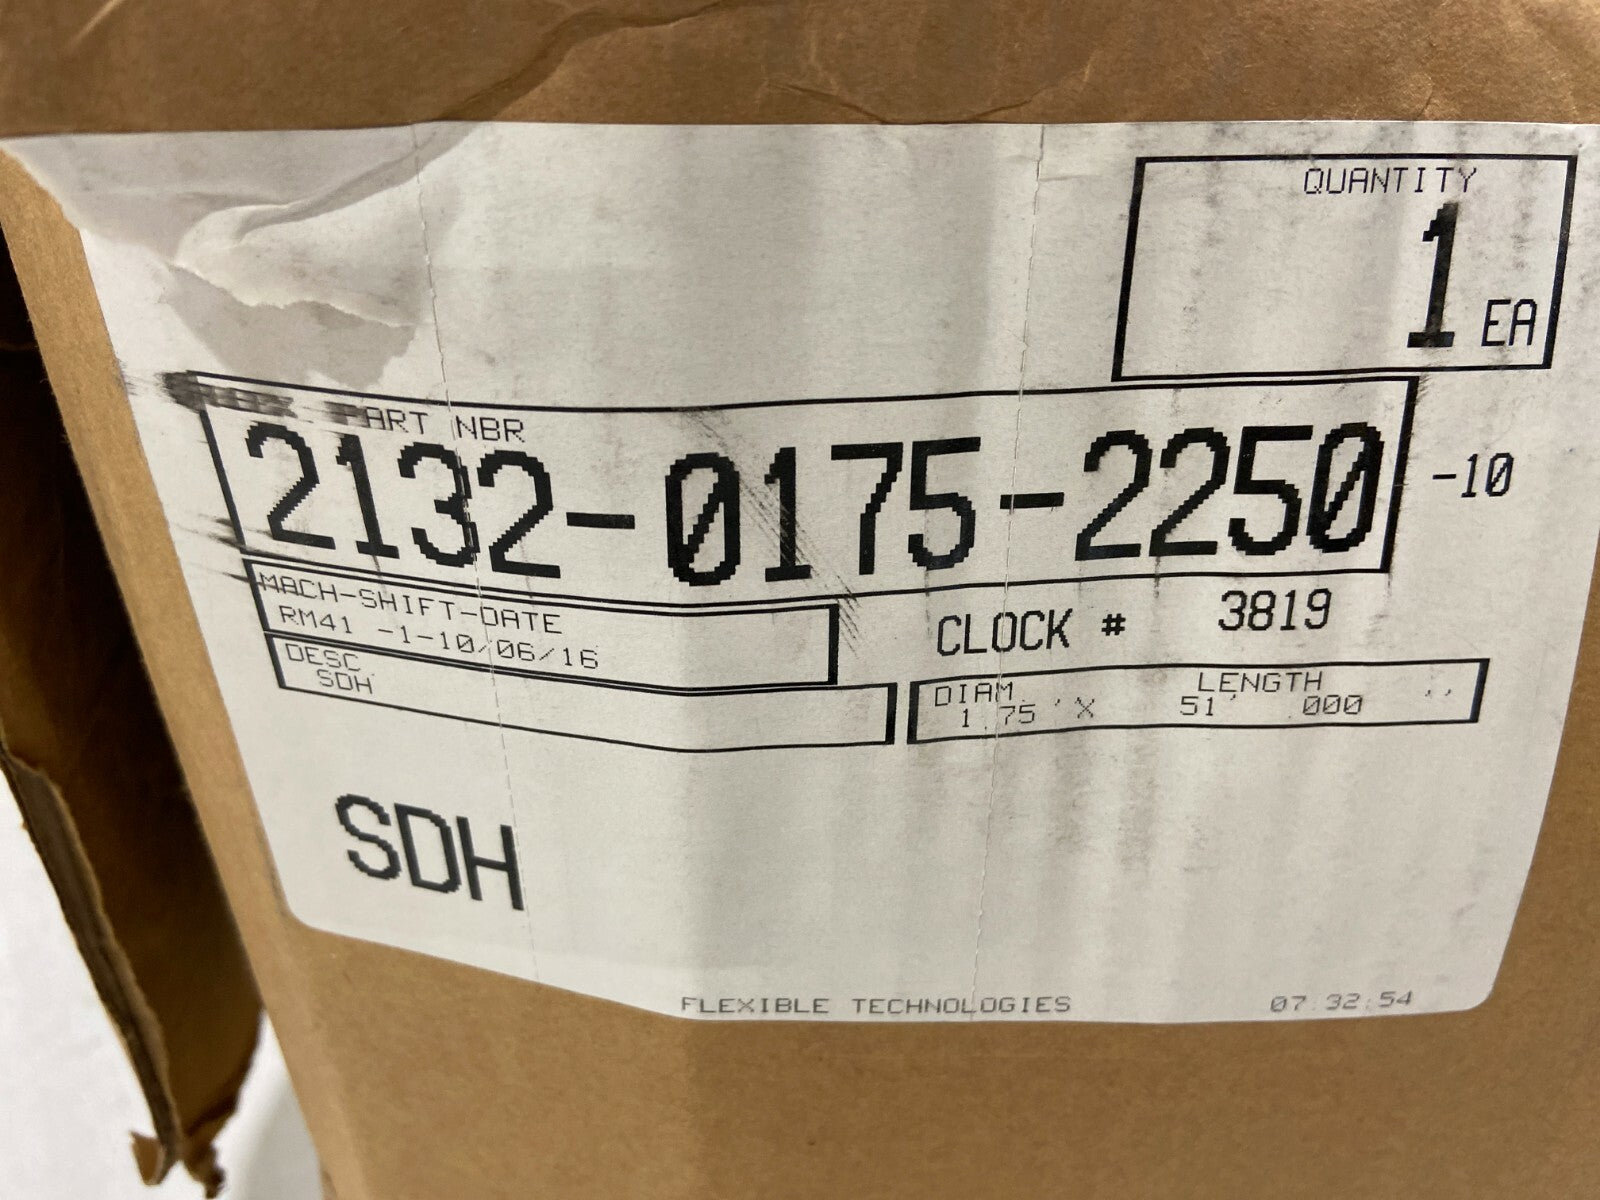 QUANTITY
1 EA
PART NBR
2132-0175-2250 -10
MACH-SHIFT-DATE
RM41 -1-10/06/16
CLOCK # 3819
DESC
SDH
DIAM LENGTH
1.75 ' X 51' .000 ''
SDH
FLEXIBLE TECHNOLOGIES 07:32:54